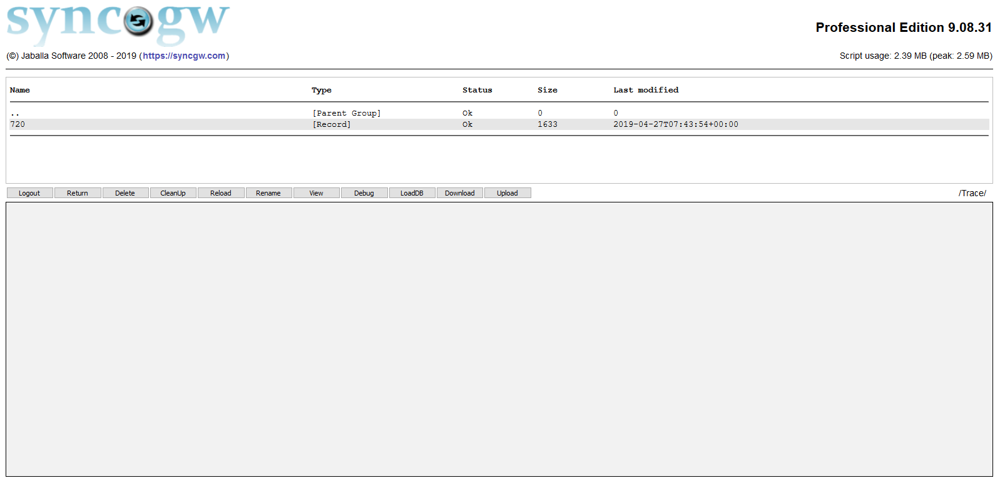 sync gw
Professional Edition 9.08.31
(©) Jaballa Software 2008 - 2019 (https://syncgw.com) Script usage: 2.39 MB (peak: 2.59 MB)
Name Type Status Size Last modified
.. [Parent Group] Ok 0 0
720 [Record] Ok 1633 2019-04-27T07:43:54+00:00
Logout Return Delete CleanUp Reload Rename View Debug LoadDB Download Upload /Trace/